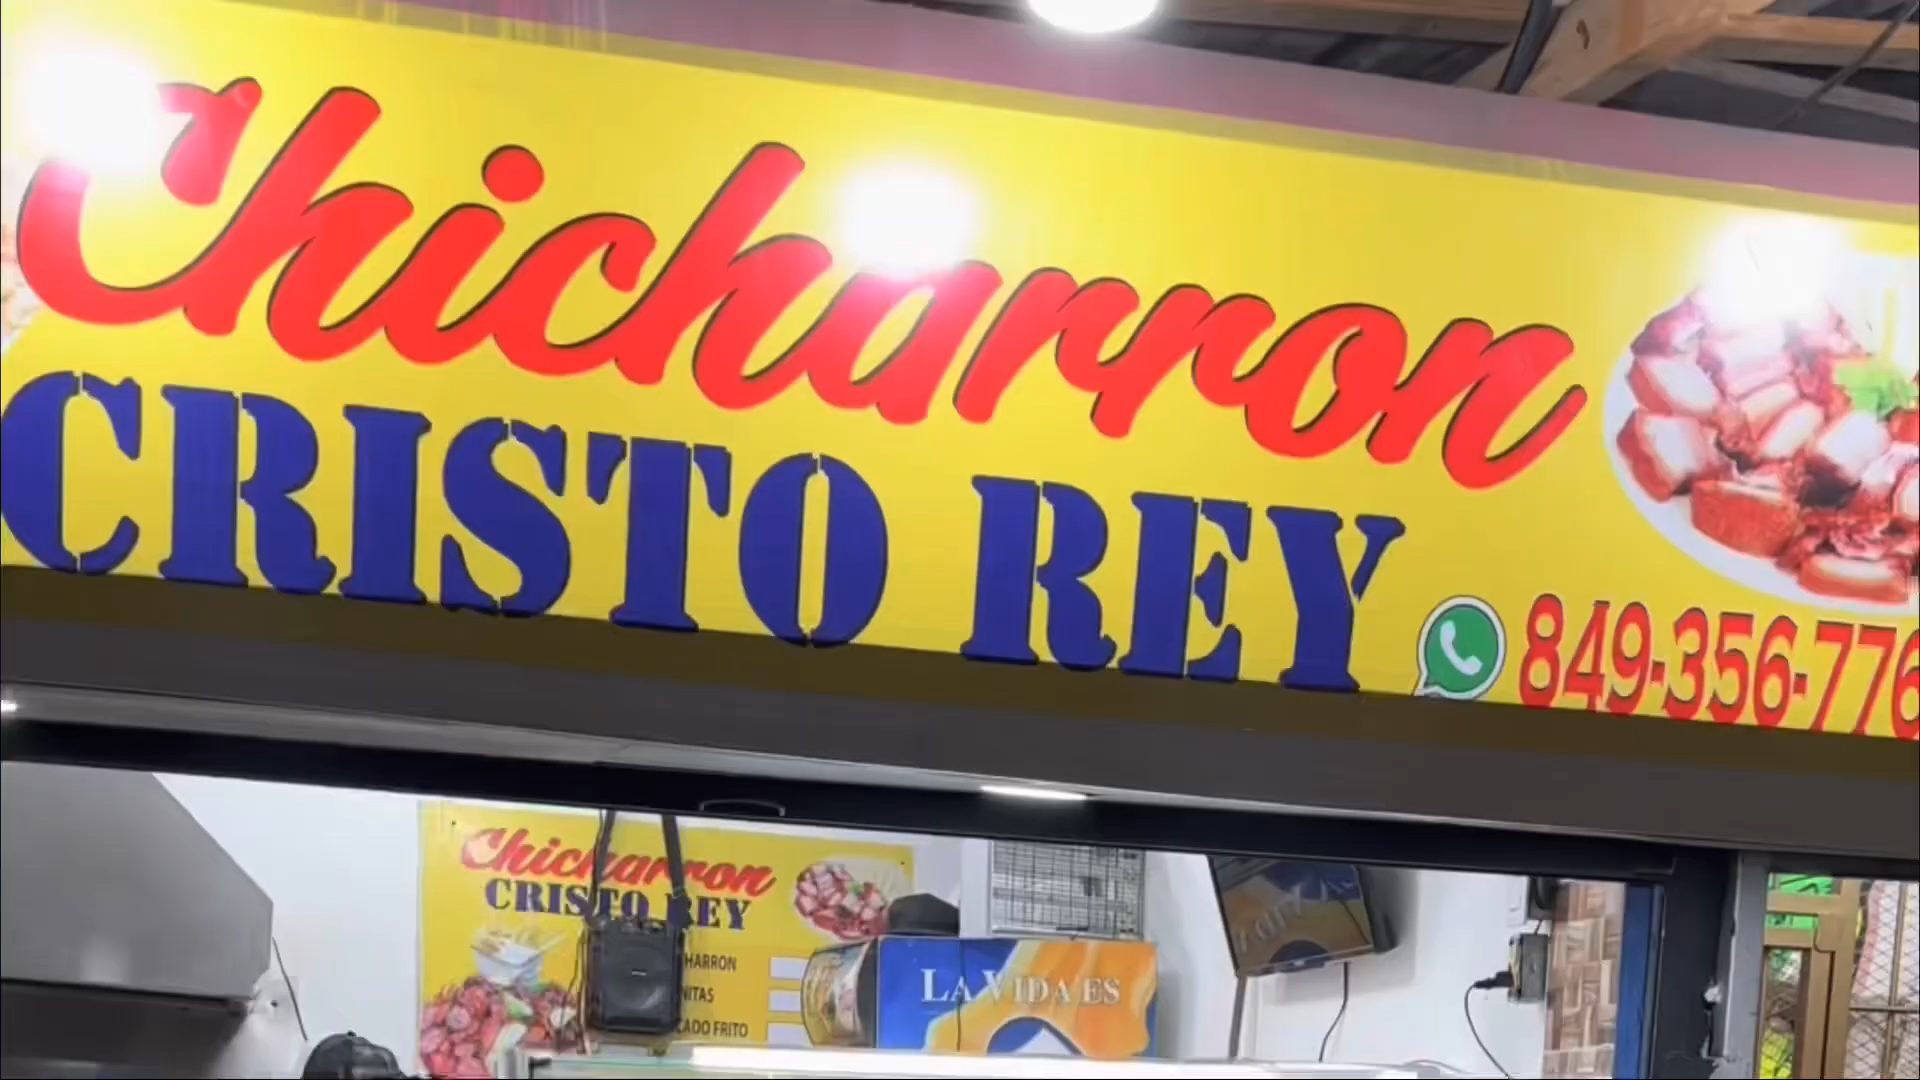 Chicharron
CRISTO REY
849-356-776
Chicharron
CRISTO REY
HARRON
NITAS
CADO FRITO
LA VIDA ES